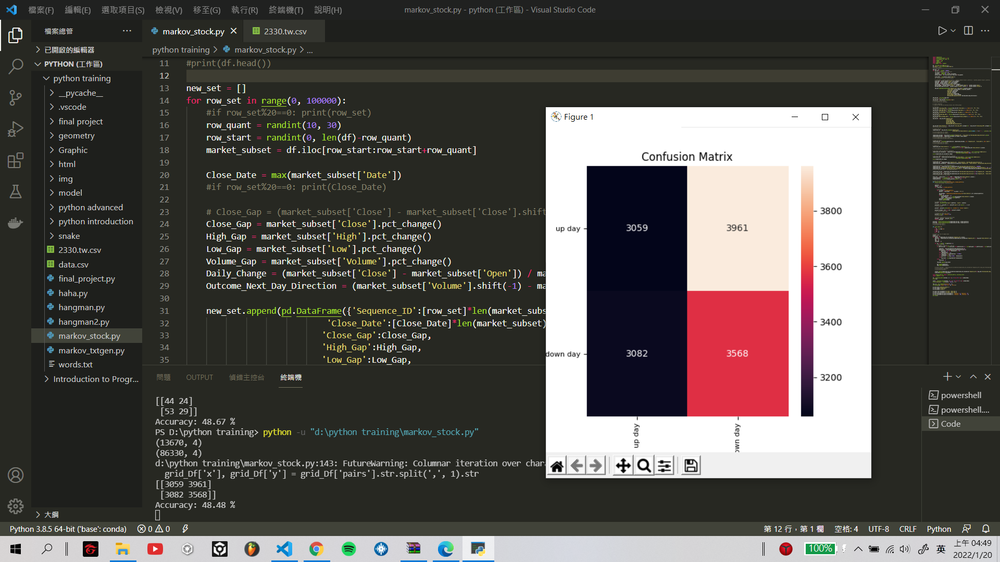 檔案(F) 編輯(E) 選取項目(S) 檢視(V) 移至(G) 執行(R) 終端機(T) 說明(H)
markov_stock.py - python (工作區) - Visual Studio Code
檔案總管
markov_stock.py
2330.tw.csv
已開啟的編輯器
PYTHON (工作區)
python training
__pycache__
.vscode
final project
geometry
Graphic
html
img
model
python advanced
python introduction
snake
2330.tw.csv
data.csv
final_project.py
haha.py
hangman.py
hangman2.py
markov_stock.py
markov_txtgen.py
words.txt
Introduction to Progr...
大綱
python training > markov_stock.py > ...
11 #print(df.head())
12
13 new_set = []
14 for row_set in range(0, 100000):
15 #if row_set%20==0: print(row_set)
16 row_quant = randint(10, 30)
17 row_start = randint(0, len(df)-row_quant)
18 market_subset = df.iloc[row_start:row_start+row_quant]
19
20 Close_Date = max(market_subset['Date'])
21 #if row_set%20==0: print(Close_Date)
22
23 # Close_Gap = (market_subset['Close'] - market_subset['Close'].shift
24 Close_Gap = market_subset['Close'].pct_change()
25 High_Gap = market_subset['High'].pct_change()
26 Low_Gap = market_subset['Low'].pct_change()
27 Volume_Gap = market_subset['Volume'].pct_change()
28 Daily_Change = (market_subset['Close'] - market_subset['Open']) / ma
29 Outcome_Next_Day_Direction = (market_subset['Volume'].shift(-1) - ma
30
31 new_set.append(pd.DataFrame({'Sequence_ID':[row_set]*len(market_subs
32 'Close_Date':[Close_Date]*len(market_subset)
33 'Close_Gap':Close_Gap,
34 'High_Gap':High_Gap,
35 'Low_Gap':Low_Gap,
Figure 1
Confusion Matrix
up day
3059
3961
down day
3082
3568
3800
3600
3400
3200
up day
own day
問題 OUTPUT 偵錯主控台 終端機
[[44 24]
[53 29]]
Accuracy: 48.67 %
PS D:\python training> python -u "d:\python training\markov_stock.py"
(13670, 4)
(86330, 4)
d:\python training\markov_stock.py:143: FutureWarning: Columnar iteration over chara
grid_Df['x'], grid_Df['y'] = grid_Df['pairs'].str.split(',', 1).str
[[3059 3961]
[3082 3568]]
Accuracy: 48.48 %
powershell
powershell....
Code
Python 3.8.5 64-bit ('base': conda) 0 0
第 12 行，第 1 欄 空格: 4 UTF-8 CRLF Python
100%
英
上午 04:49
2022/1/20